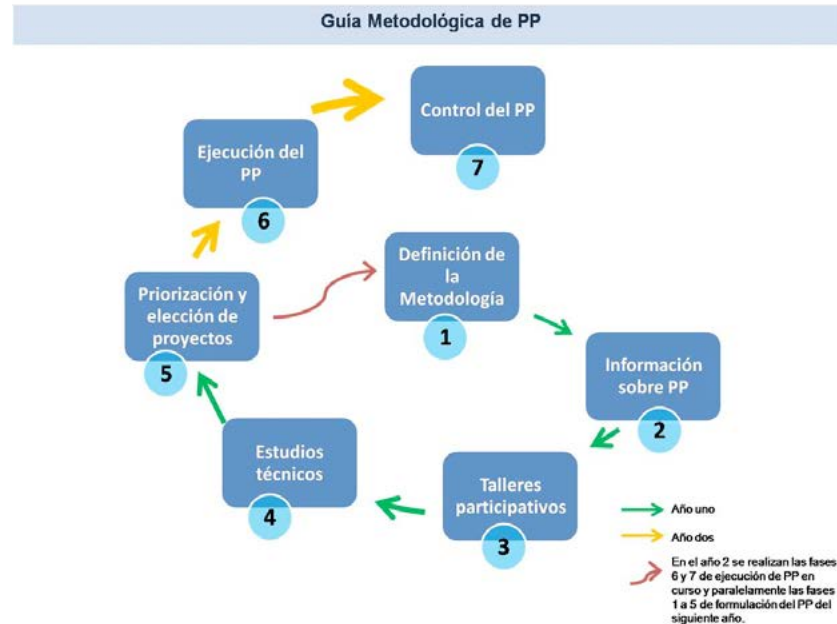 Guía Metodológica de PP
Control del PP
7
Ejecución del
PP
6
Definición de
la
Metodología
1
Priorización y
elección de
proyectos
5
Información
sobre PP
2
Estudios
técnicos
4
Talleres
participativos
3
Año uno
Año dos
En el año 2 se realizan las fases
6 y 7 de ejecución de PP en
curso y paralelamente las fases
1 a 5 de formulación del PP del
siguiente año.